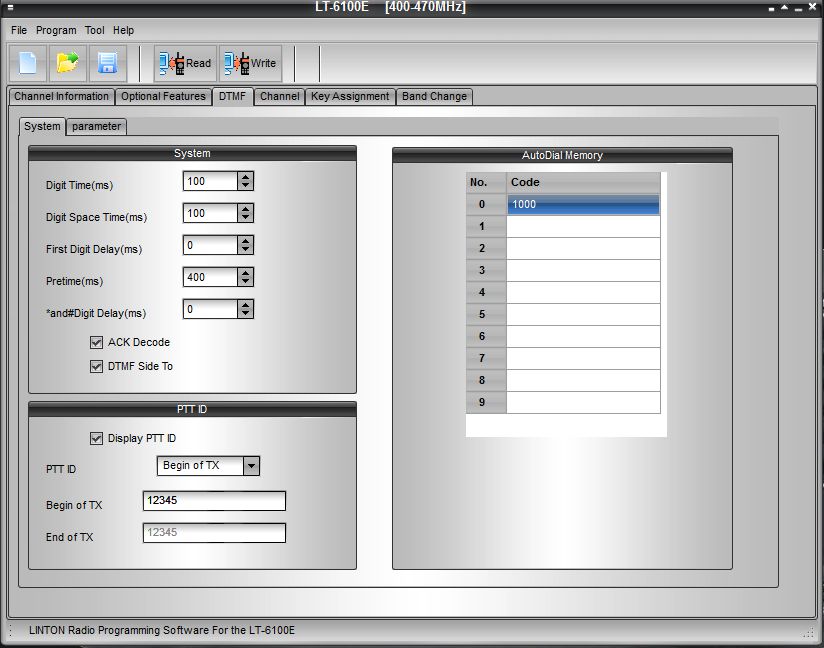 LT-6100E [400-470MHz]
File Program Tool Help
Read Write
Channel Information Optional Features DTMF Channel Key Assignment Band Change
System parameter
System
Digit Time(ms) 100
Digit Space Time(ms) 100
First Digit Delay(ms) 0
Pretime(ms) 400
*and#Digit Delay(ms) 0
ACK Decode
DTMF Side To
PTT ID
Display PTT ID
PTT ID Begin of TX
Begin of TX 12345
End of TX 12345
AutoDial Memory
No. Code
0 1000
1
2
3
4
5
6
7
8
9
LINTON Radio Programming Software For the LT-6100E